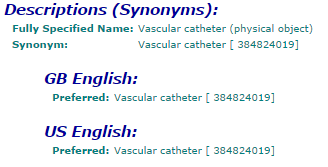 Descriptions (Synonyms):
Fully Specified Name: Vascular catheter (physical object)
Synonym: Vascular catheter [ 384824019]
GB English:
Preferred: Vascular catheter [ 384824019]
US English:
Preferred: Vascular catheter [ 384824019]